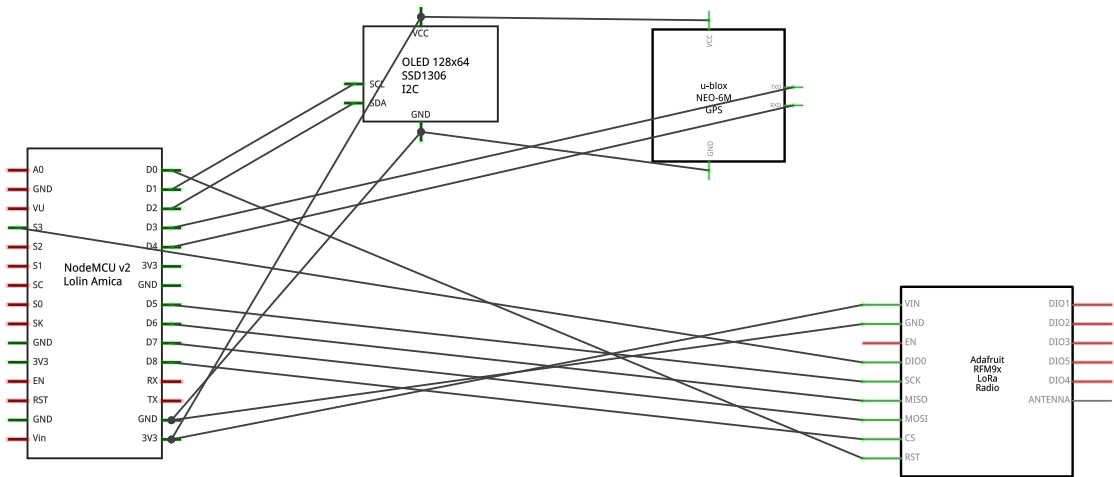 VCC
OLED 128x64
SSD1306
I2C
SCL
SDA
GND
VCC
u-blox
NEO-6M
GPS
TXD
RXD
GND
A0
GND
VU
S3
S2
S1
SC
S0
SK
GND
3V3
EN
RST
GND
Vin
NodeMCU v2
Lolin Amica
D0
D1
D2
D3
D4
3V3
GND
D5
D6
D7
D8
RX
TX
GND
3V3
VIN
GND
EN
DIO0
SCK
MISO
MOSI
CS
RST
Adafruit
RFM9x
LoRa
Radio
DIO1
DIO2
DIO3
DIO5
DIO4
ANTENNA